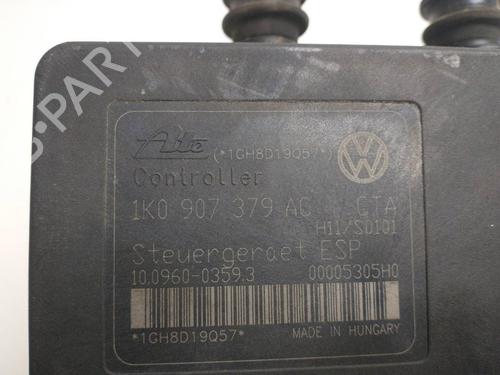 Ate (*1GH8D19Q57*)
Controller
1K0 907 379 AC CTA
H11/S0101
Steuergeraet ESP
10.0960-0359.3 00005305H0
*1GH8D19Q57* MADE IN HUNGARY